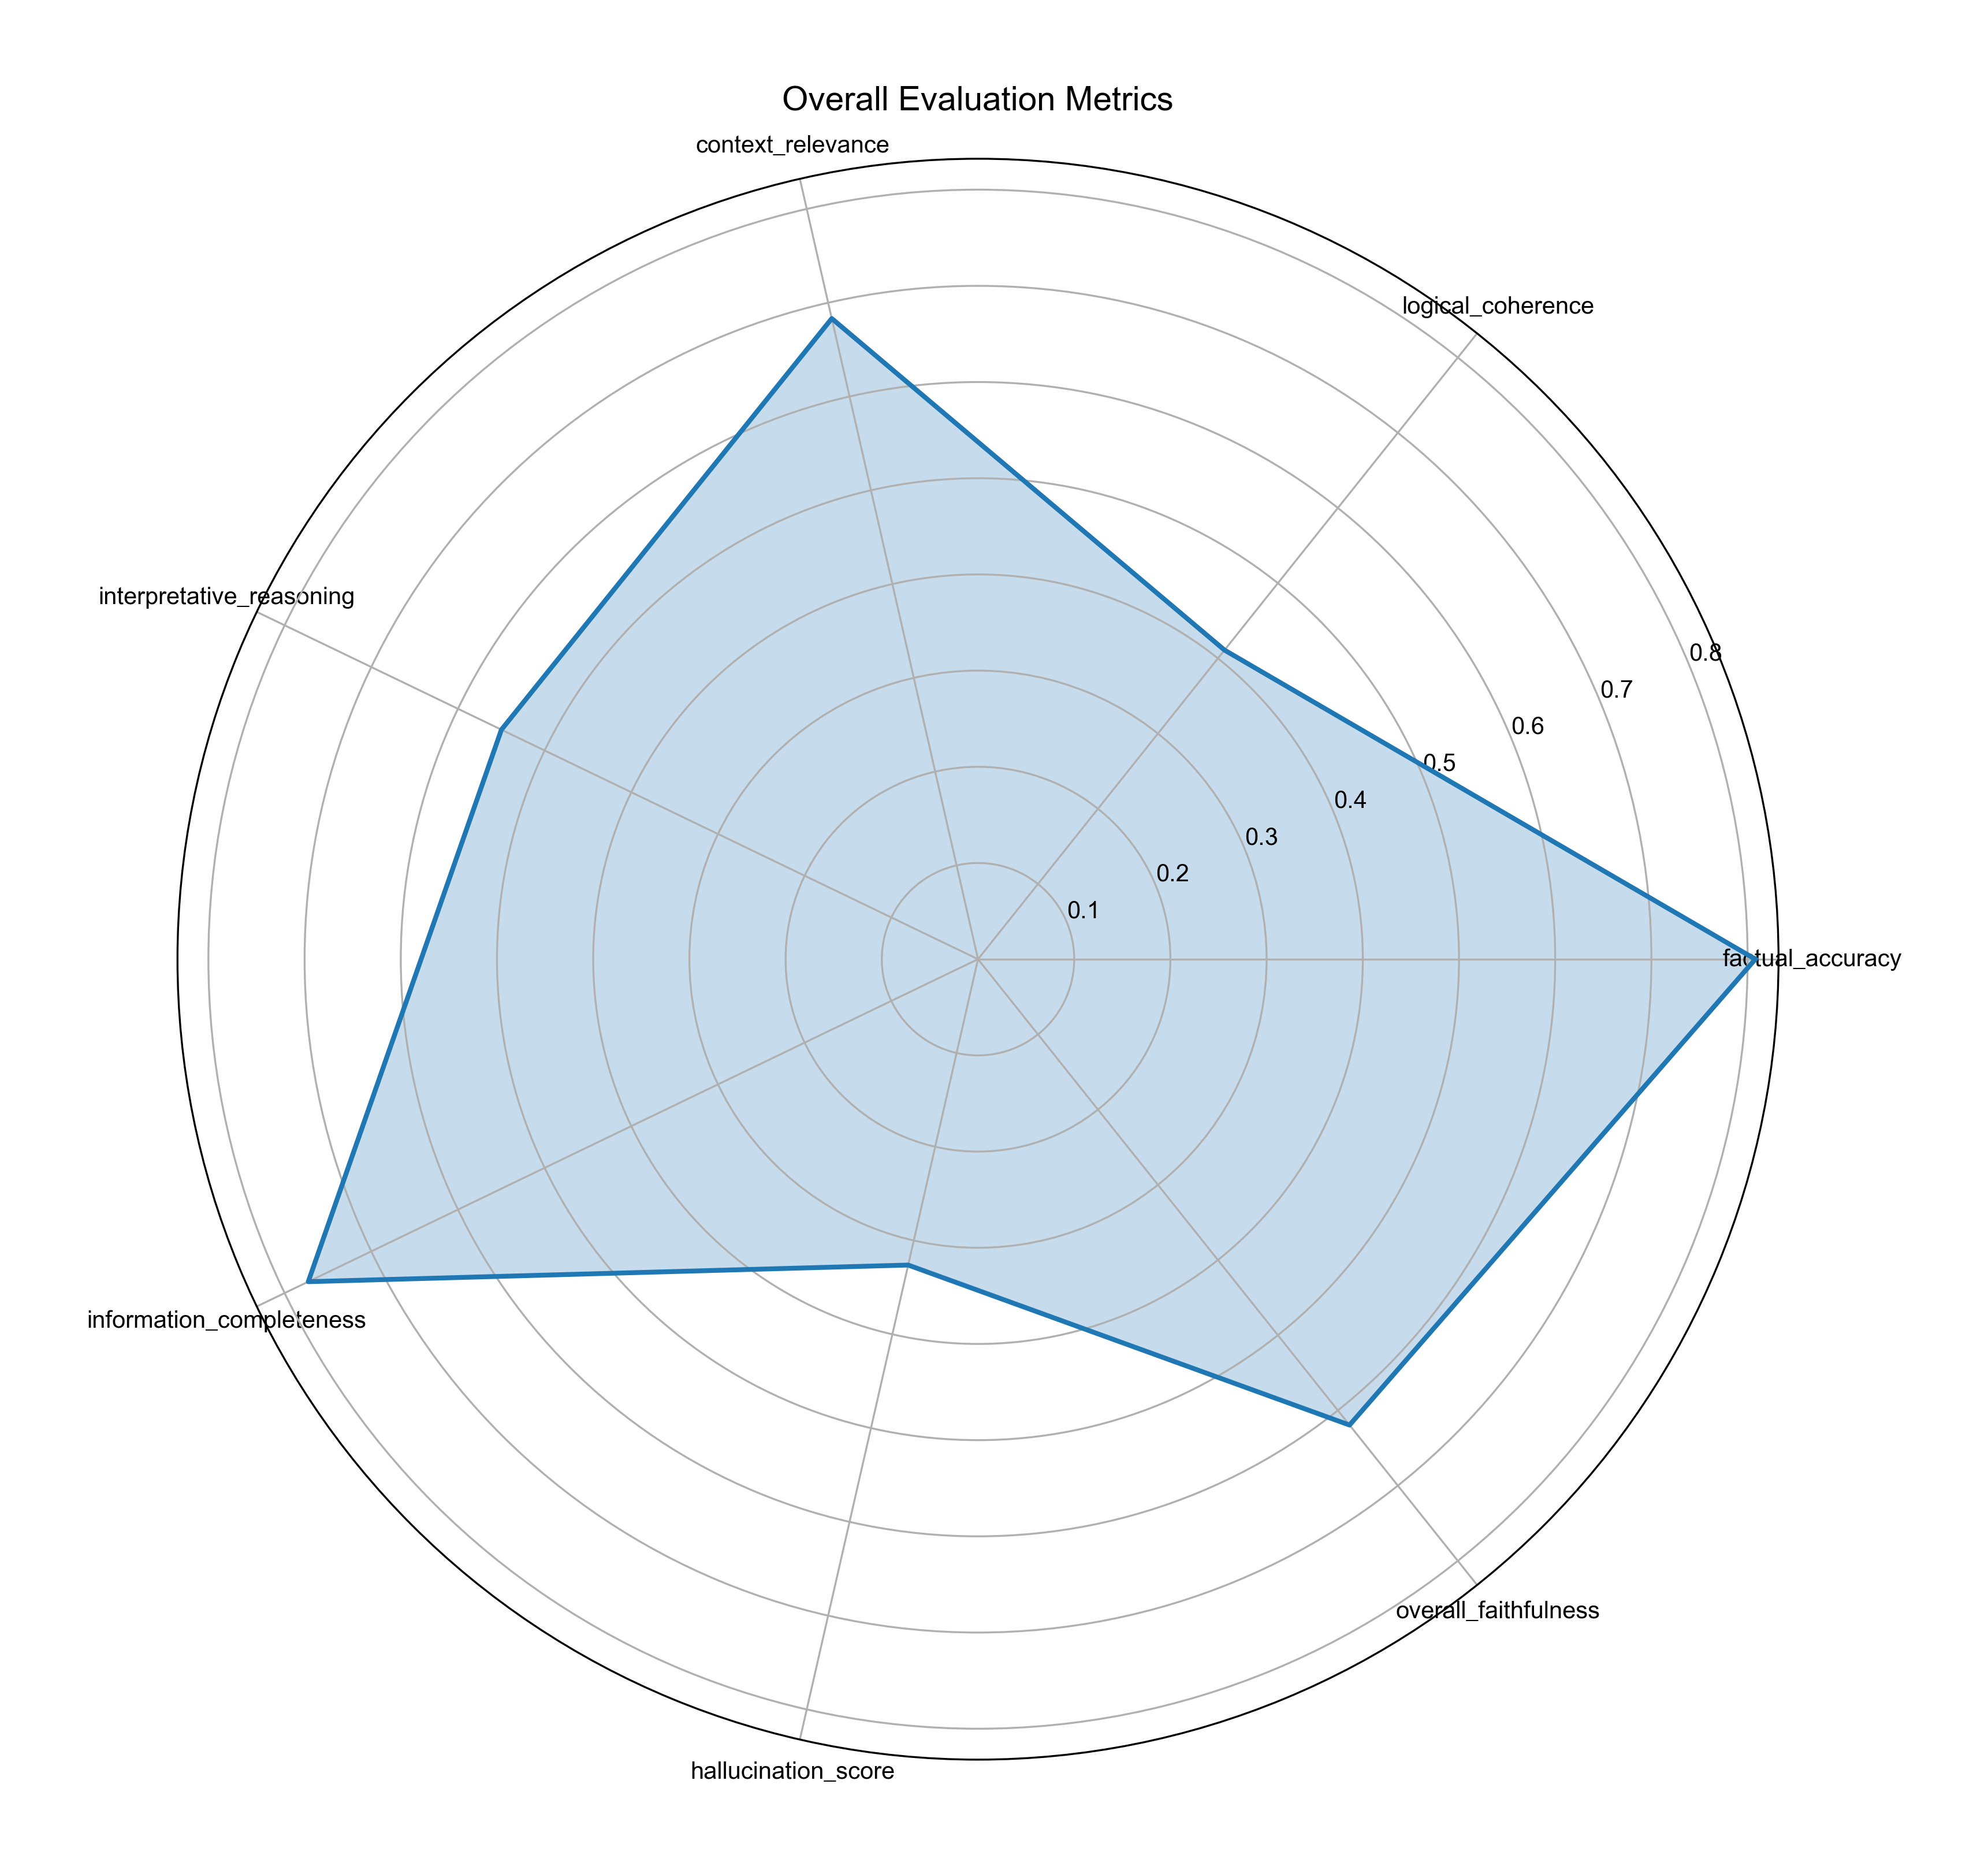 Overall Evaluation Metrics
context_relevance
logical_coherence
interpretative_reasoning
0.8
0.7
0.6
0.5
0.4
0.3
0.2
0.1
factual_accuracy
information_completeness
overall_faithfulness
hallucination_score